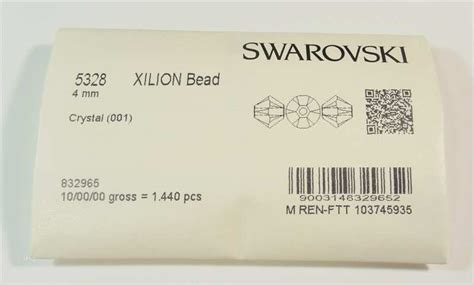 SWAROVSKI
5328 XILION Bead
4 mm
Crystal (001)
832965
10/00/00 gross = 1.440 pcs
9003148329652
M REN-FTT 103745935